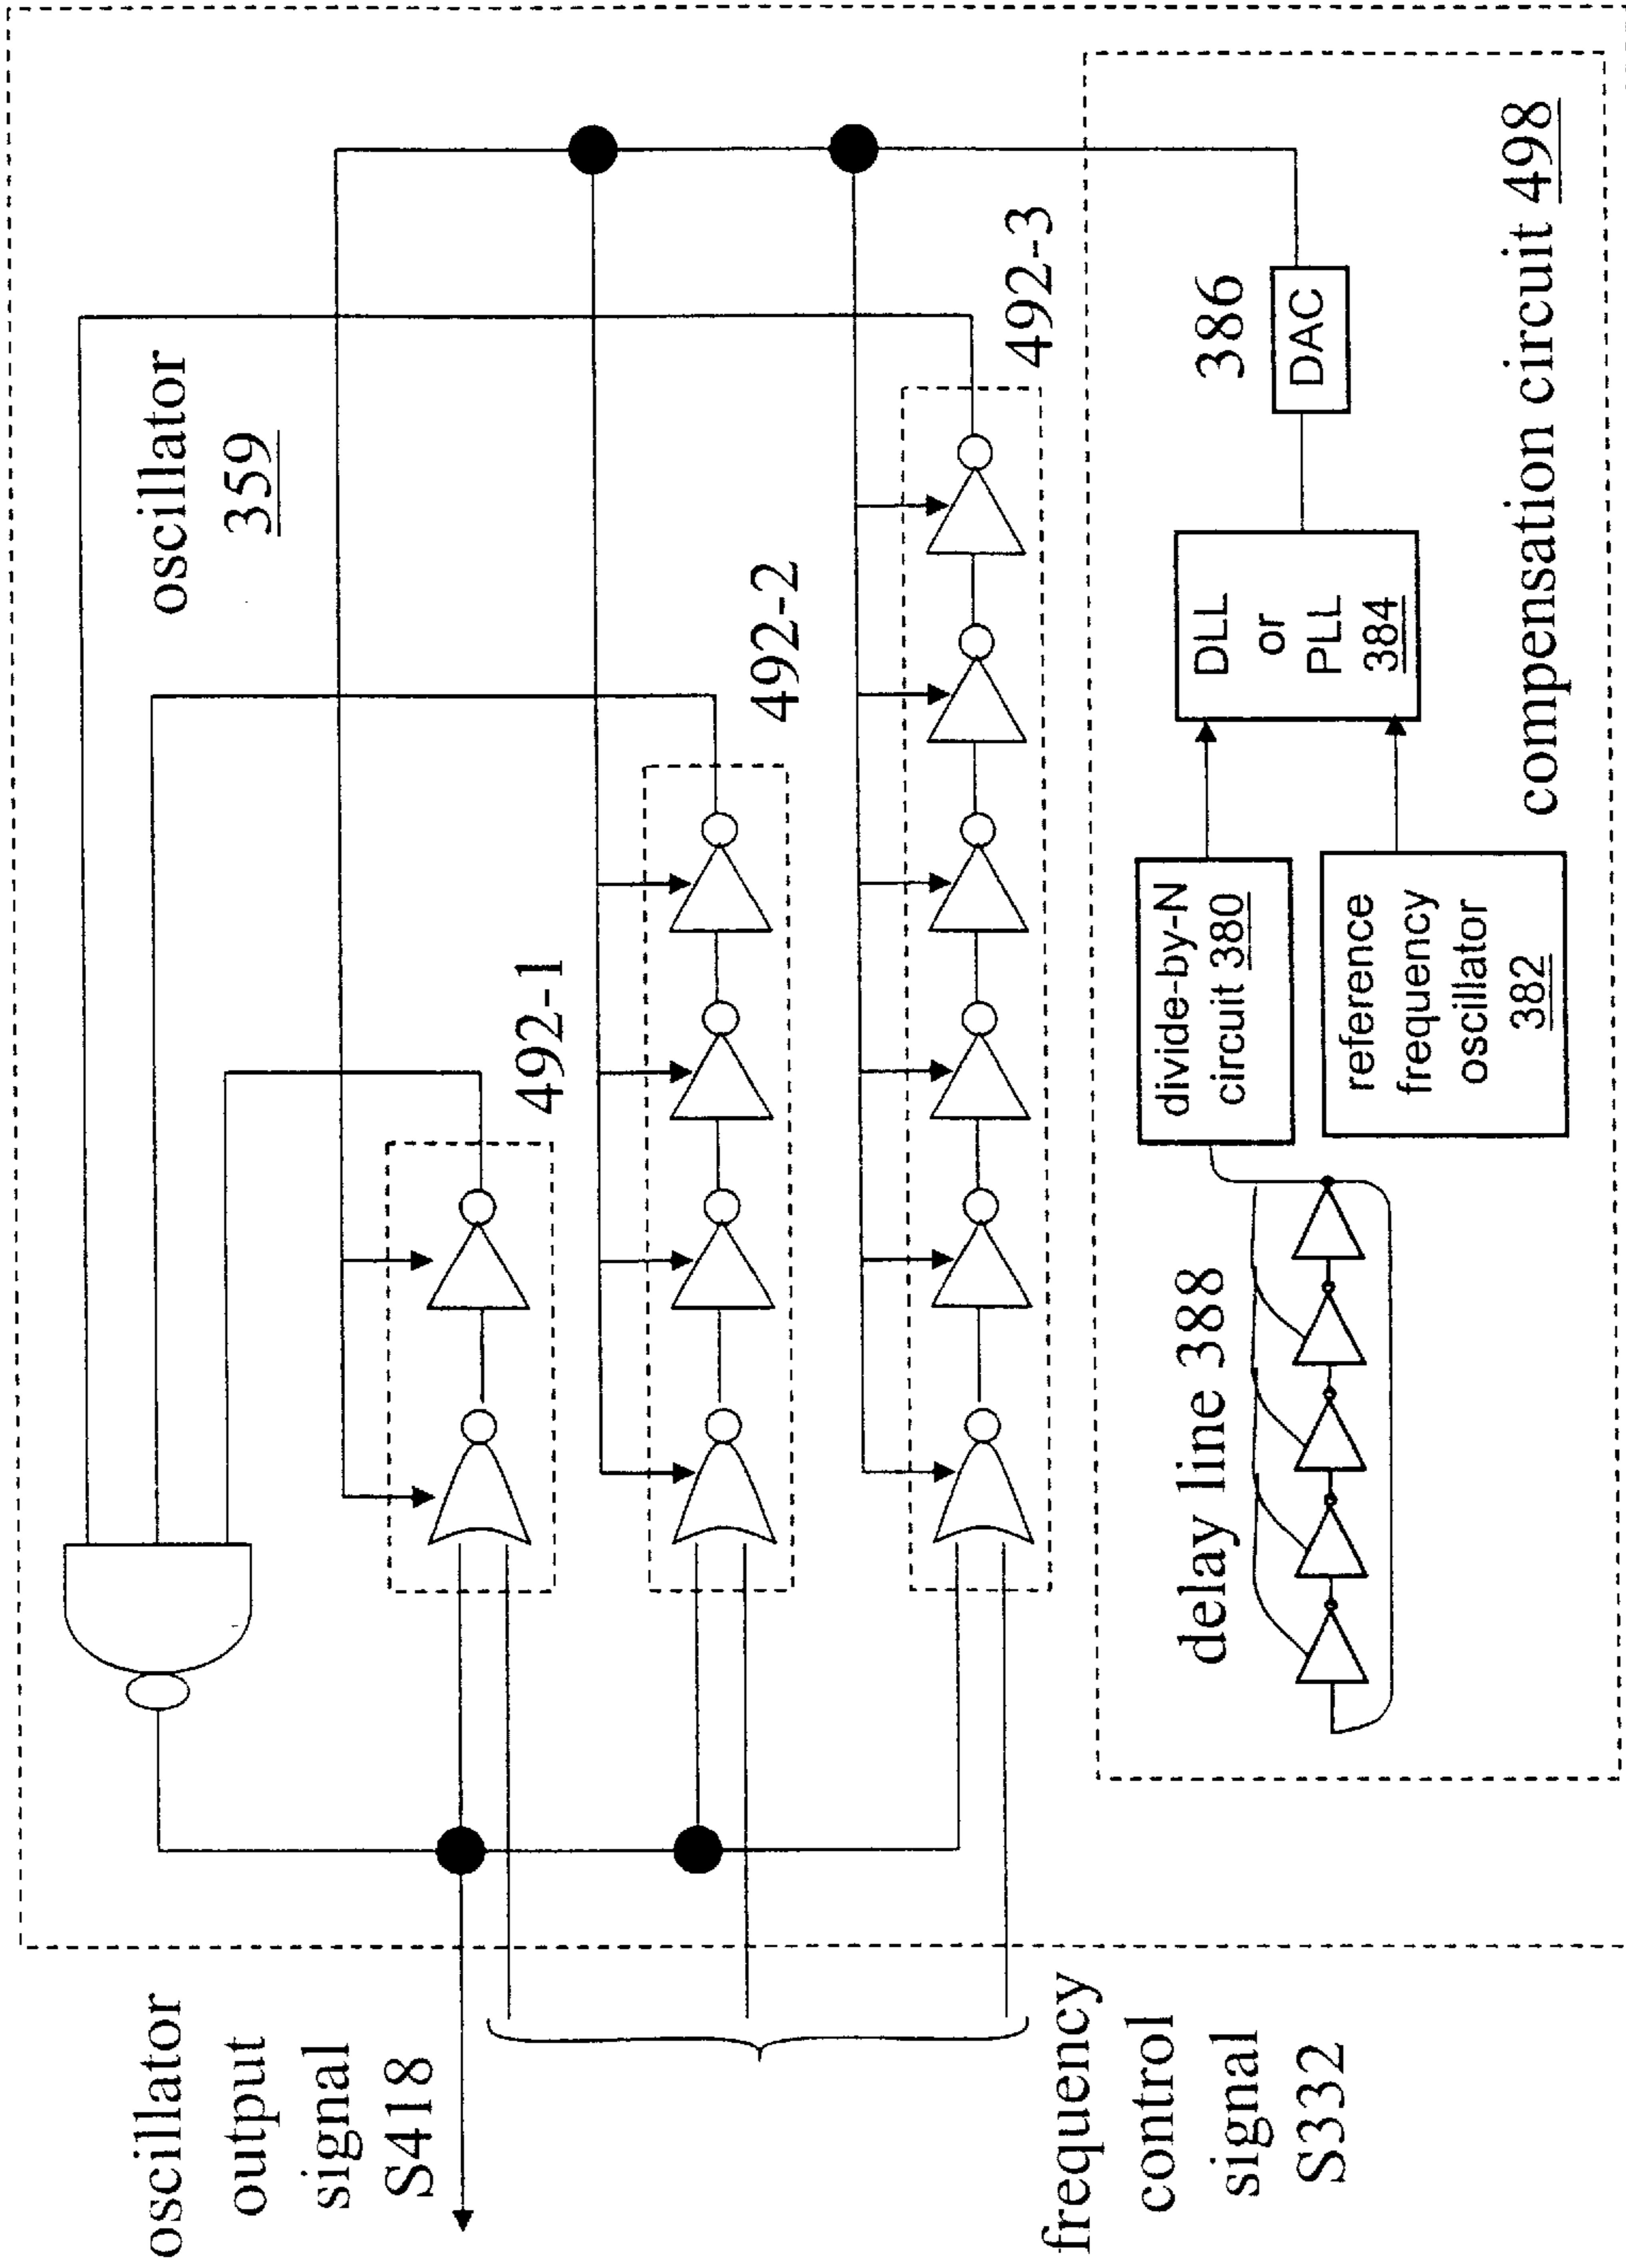 oscillator
output
signal
S418
frequency
control
signal
S332
oscillator
359
492-1
492-2
492-3
delay line 388
divide-by-N
circuit 380
reference
frequency
oscillator
382
DLL
or
PLL
384
386
DAC
compensation circuit 498